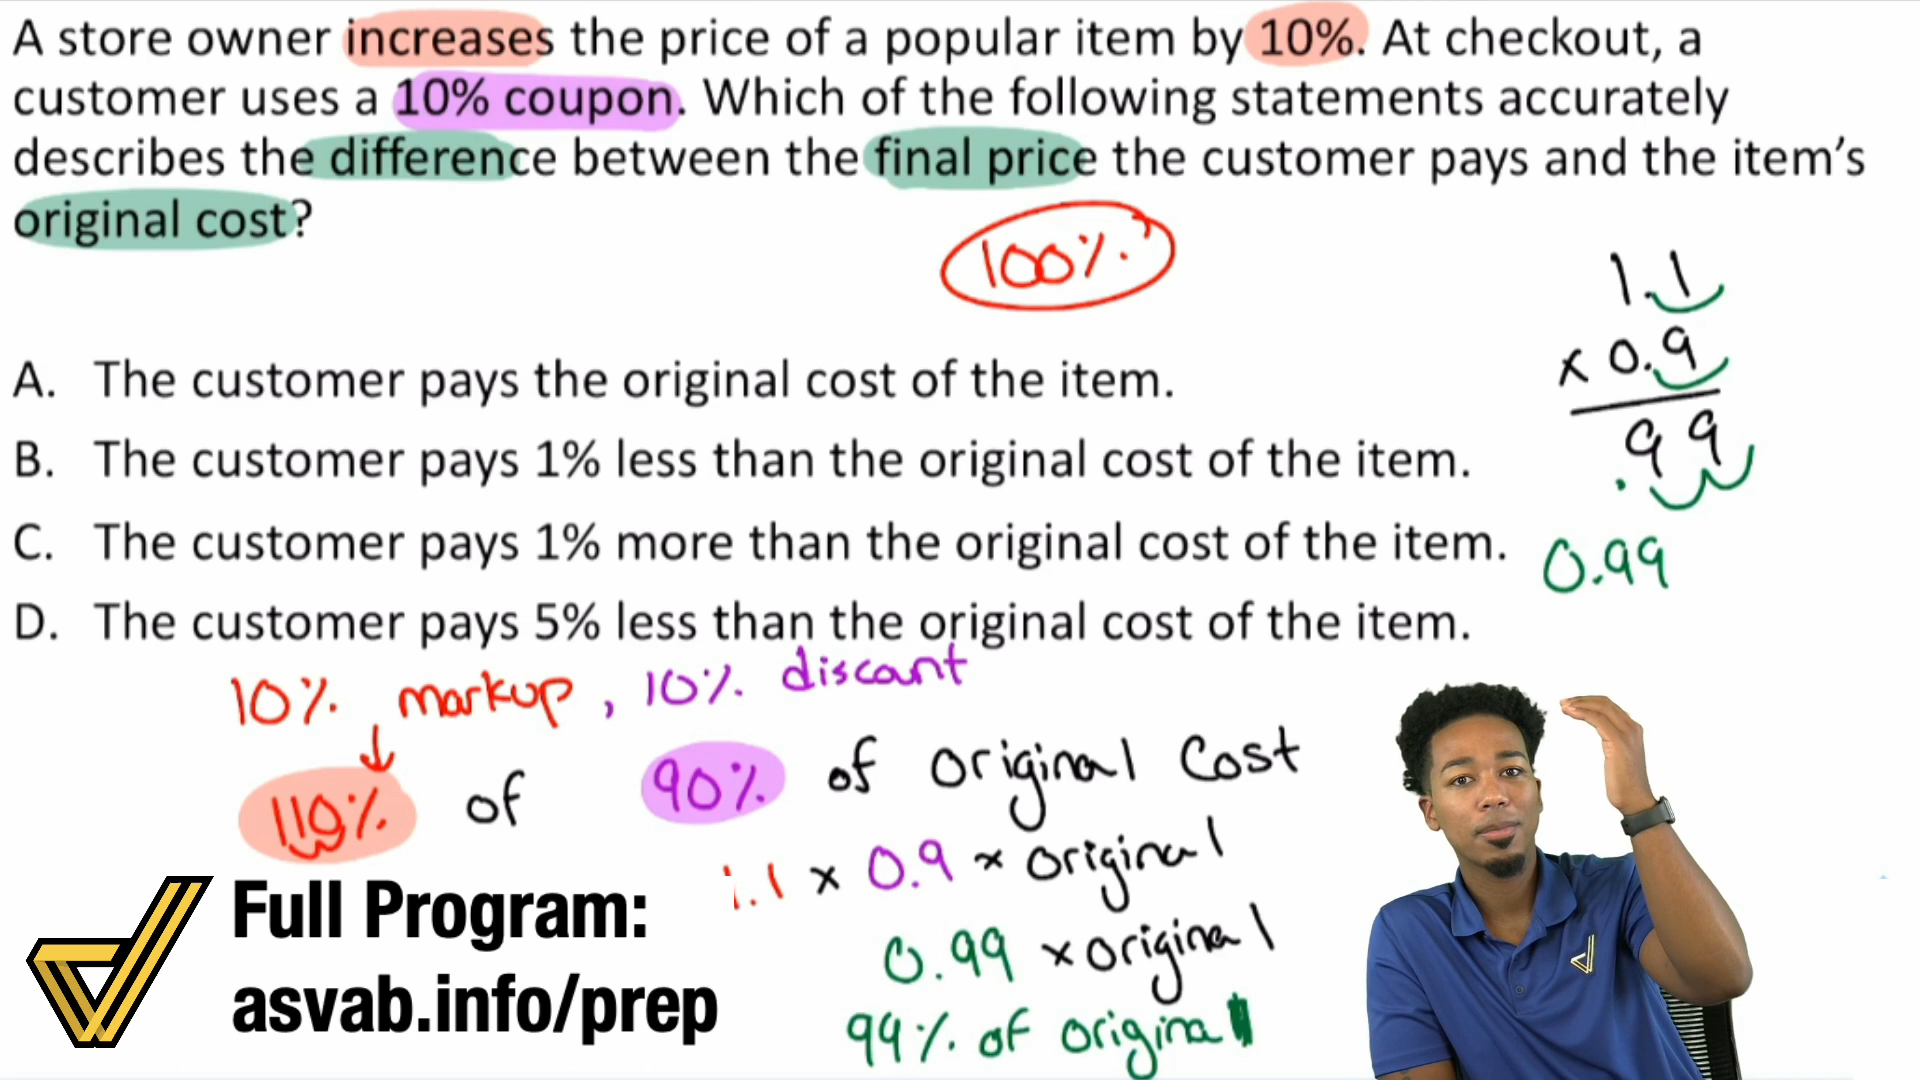 A store owner increases the price of a popular item by 10%. At checkout, a
customer uses a 10% coupon. Which of the following statements accurately
describes the difference between the final price the customer pays and the item's
original cost?
100%
A. The customer pays the original cost of the item.
B. The customer pays 1% less than the original cost of the item.
C. The customer pays 1% more than the original cost of the item.
D. The customer pays 5% less than the original cost of the item.
1.1
x 0.9
.99
0.99
10% markup, 10% discount
110% of 90% of original cost
1.1 x 0.9 x original
0.99 x original
99% of original
Full Program:
asvab.info/prep